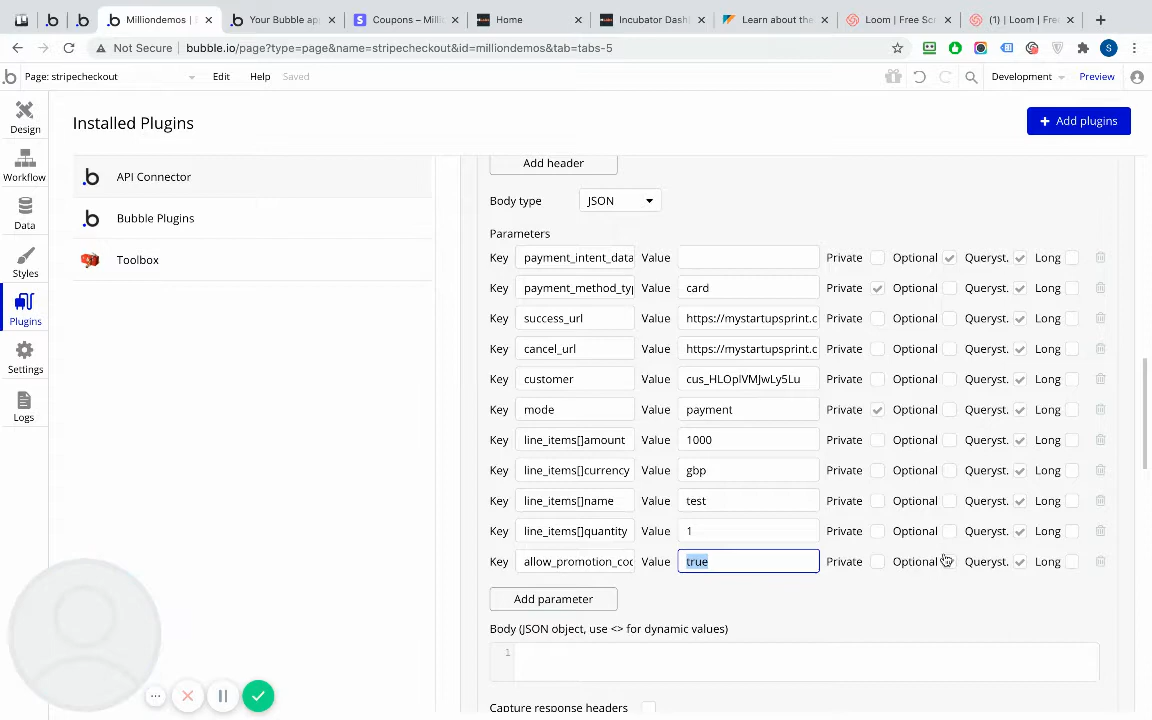 Milliondemos |
Your Bubble ap
Coupons – Milli
Home
Incubator Dash
Learn about the
Loom | Free Scr
(1) | Loom | Free
Not Secure | bubble.io/page?type=page&name=stripecheckout&id=milliondemos&tab=tabs-5
S
Page: stripecheckout
Edit
Help
Saved
Development
Preview
Design
Workflow
Data
Styles
Plugins
Settings
Logs
Installed Plugins
Add plugins
API Connector
Bubble Plugins
Toolbox
Add header
Body type JSON
Parameters
Key payment_intent_data Value Private Optional Queryst. Long
Key payment_method_typ Value card Private Optional Queryst. Long
Key success_url Value https://mystartupsprint.c Private Optional Queryst. Long
Key cancel_url Value https://mystartupsprint.c Private Optional Queryst. Long
Key customer Value cus_HLOplVMJwLy5Lu Private Optional Queryst. Long
Key mode Value payment Private Optional Queryst. Long
Key line_items[]amount Value 1000 Private Optional Queryst. Long
Key line_items[]currency Value gbp Private Optional Queryst. Long
Key line_items[]name Value test Private Optional Queryst. Long
Key line_items[]quantity Value 1 Private Optional Queryst. Long
Key allow_promotion_coc Value true Private Optional Queryst. Long
Add parameter
Body (JSON object, use <> for dynamic values)
1
Capture response headers